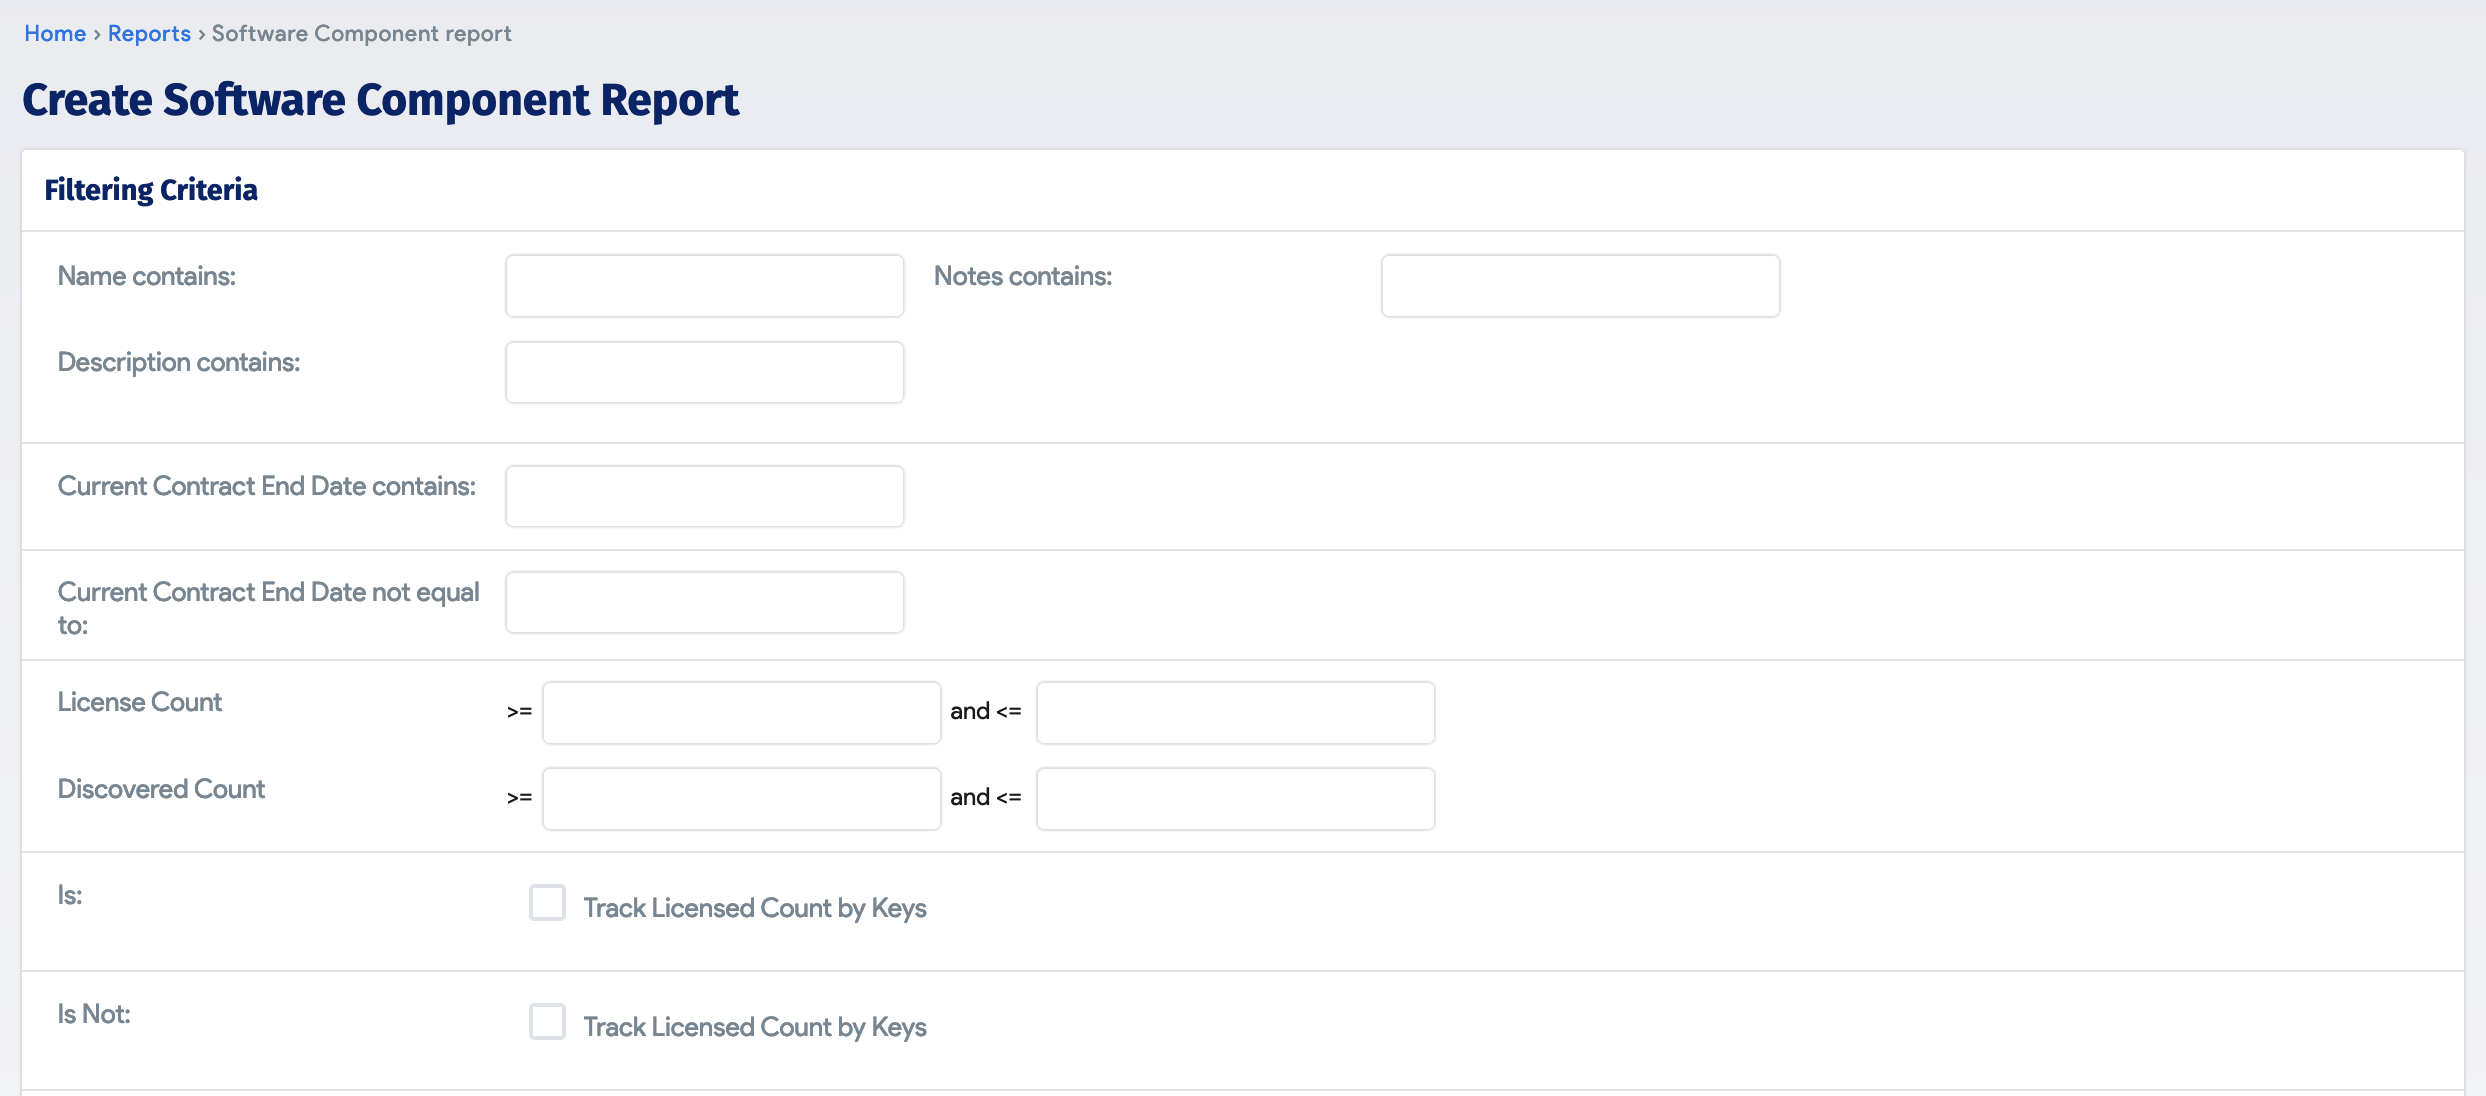 Home › Reports › Software Component report
Create Software Component Report
Filtering Criteria
Name contains:
Notes contains:
Description contains:
Current Contract End Date contains:
Current Contract End Date not equal
to:
License Count
>= and <=
Discovered Count
>= and <=
Is:
Track Licensed Count by Keys
Is Not:
Track Licensed Count by Keys